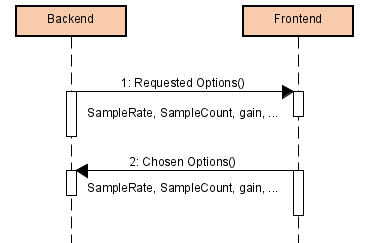 Backend
Frontend
1: Requested Options()
SampleRate, SampleCount, gain, ...
2: Chosen Options()
SampleRate, SampleCount, gain, ...